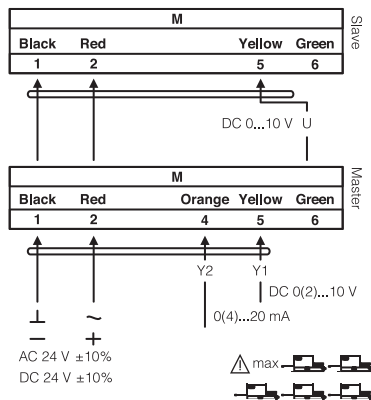 M
Slave
Black Red Yellow Green
1 2 5 6
DC 0...10 V U
M
Master
Black Red Orange Yellow Green
1 2 4 5 6
Y2 Y1
DC 0(2)...10 V
0(4)...20 mA
⊥ ~
− +
AC 24 V ±10%
DC 24 V ±10%
max